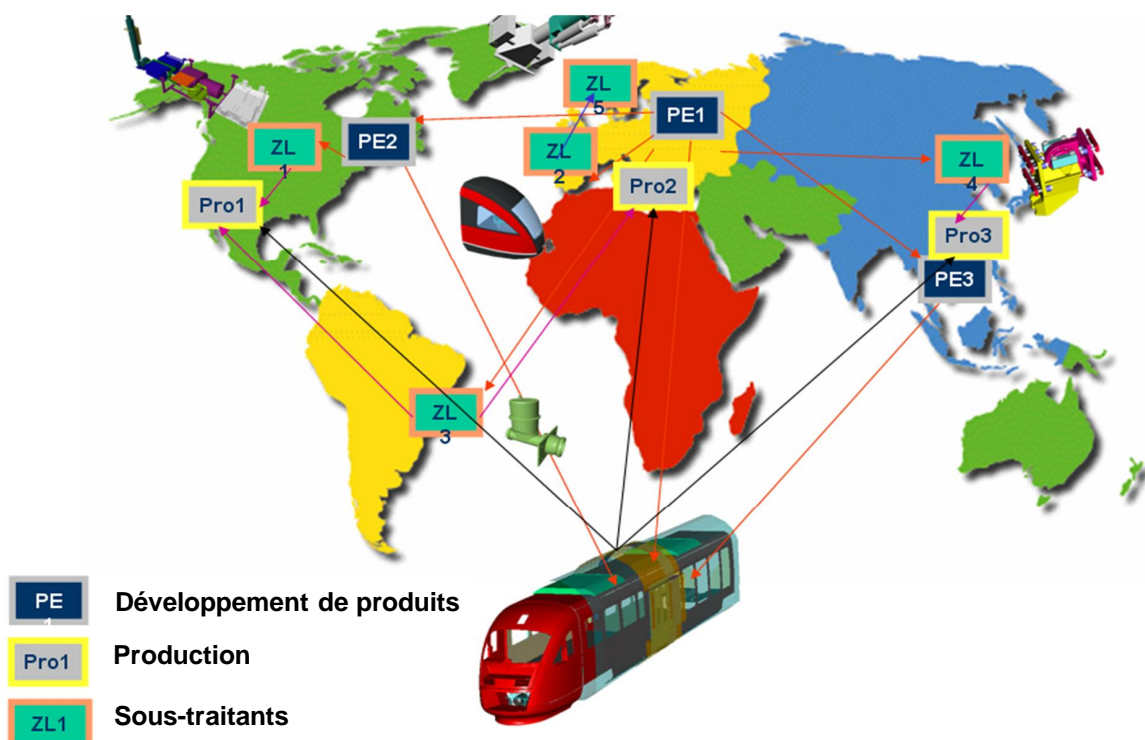 ZL
5
PE1
PE2
ZL
1
ZL
2
ZL
4
Pro1
Pro2
Pro3
PE3
ZL
3
PE
1
Développement de produits
Pro1
Production
ZL1
Sous-traitants